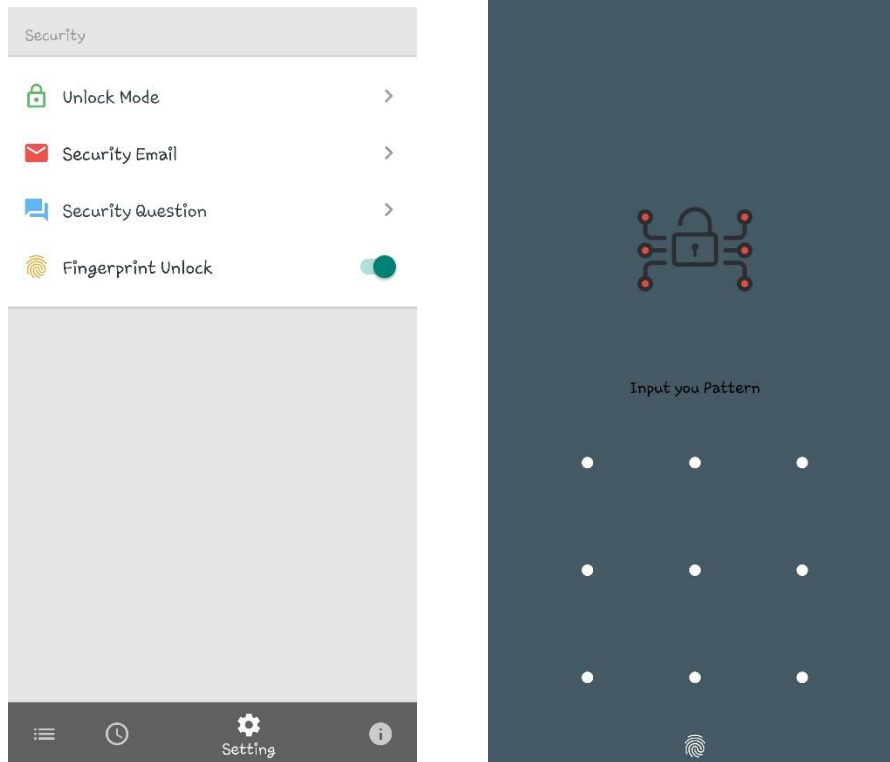 Security
Unlock Mode
Security Email
Security Question
Fingerprint Unlock
Setting
Input you Pattern